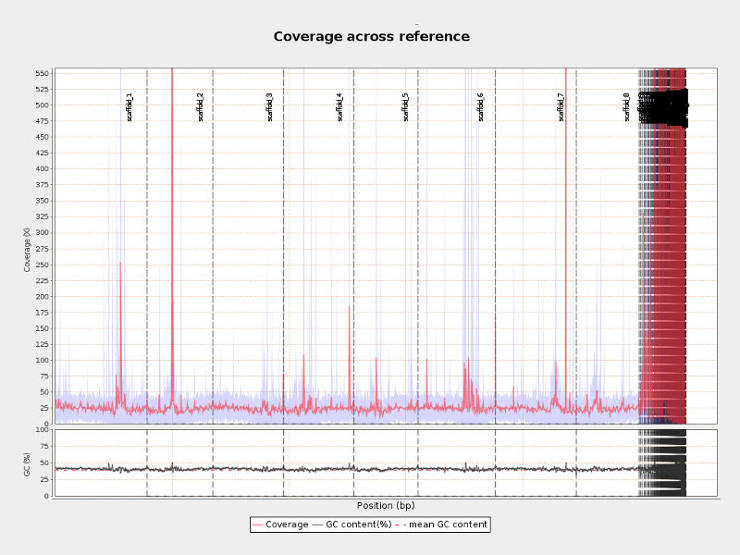 Coverage across reference
550
525
500
475
450
425
400
375
350
325
300
275
250
225
200
175
150
125
100
75
50
25
0
Coverage (X)
scaffold_1
scaffold_2
scaffold_3
scaffold_4
scaffold_5
scaffold_6
scaffold_7
scaffold_8
100
75
50
25
0
GC (%)
Position (bp)
Coverage GC content(%) mean GC content